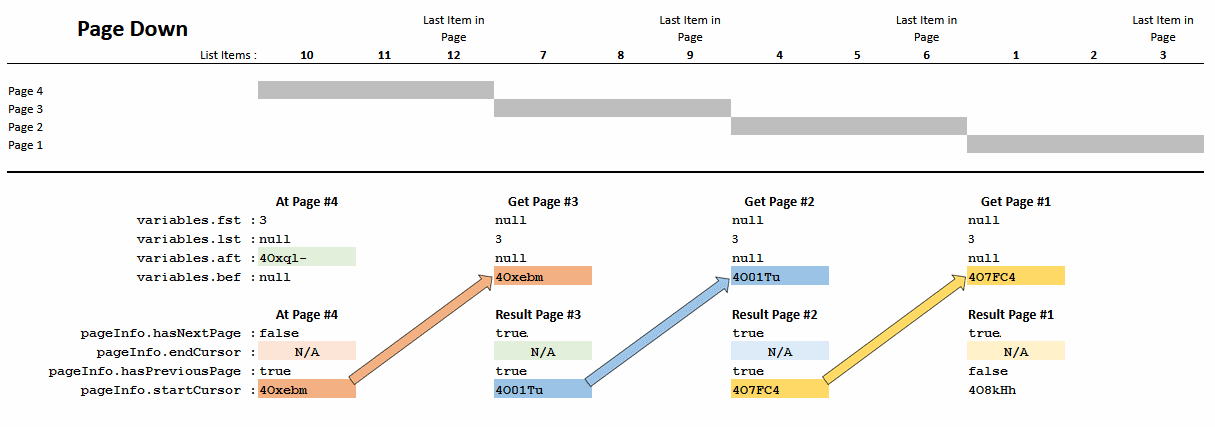 Page Down
Last Item in Page Last Item in Page Last Item in Page Last Item in Page
List Items : 10 11 12 7 8 9 4 5 6 1 2 3
Page 4
Page 3
Page 2
Page 1
At Page #4 Get Page #3 Get Page #2 Get Page #1
variables.fst : 3 null null null
variables.lst : null 3 3 3
variables.aft : 4Oxql- null null null
variables.bef : null 4Oxebm 4O01Tu 4O7FC4
At Page #4 Result Page #3 Result Page #2 Result Page #1
pageInfo.hasNextPage : false true true true
pageInfo.endCursor : N/A N/A N/A N/A
pageInfo.hasPreviousPage : true true true false
pageInfo.startCursor : 4Oxebm 4O01Tu 4O7FC4 4O8kHh